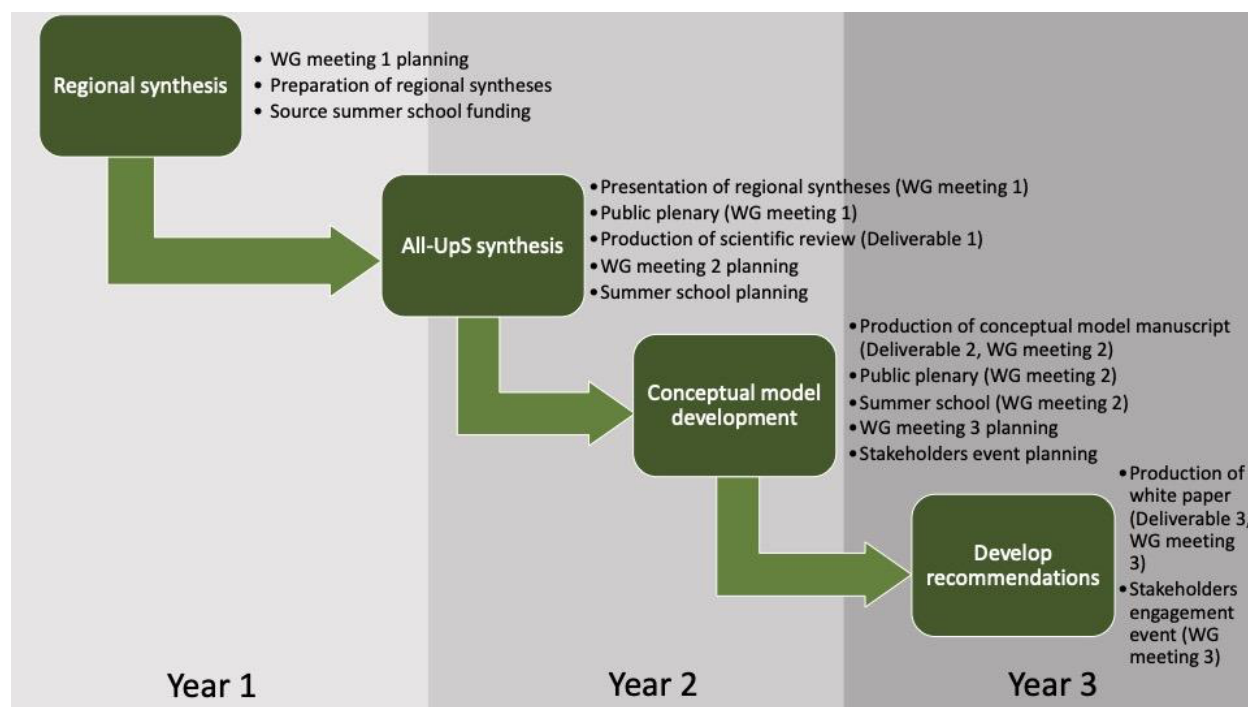 Regional synthesis
• WG meeting 1 planning
• Preparation of regional syntheses
• Source summer school funding
All-UpS synthesis
•Presentation of regional syntheses (WG meeting 1)
•Public plenary (WG meeting 1)
•Production of scientific review (Deliverable 1)
•WG meeting 2 planning
•Summer school planning
Conceptual model
development
•Production of conceptual model manuscript
(Deliverable 2, WG meeting 2)
•Public plenary (WG meeting 2)
•Summer school (WG meeting 2)
•WG meeting 3 planning
•Stakeholders event planning
Develop
recommendations
•Production of
white paper
(Deliverable 3,
WG meeting
3)
•Stakeholders
engagement
event (WG
meeting 3)
Year 1
Year 2
Year 3